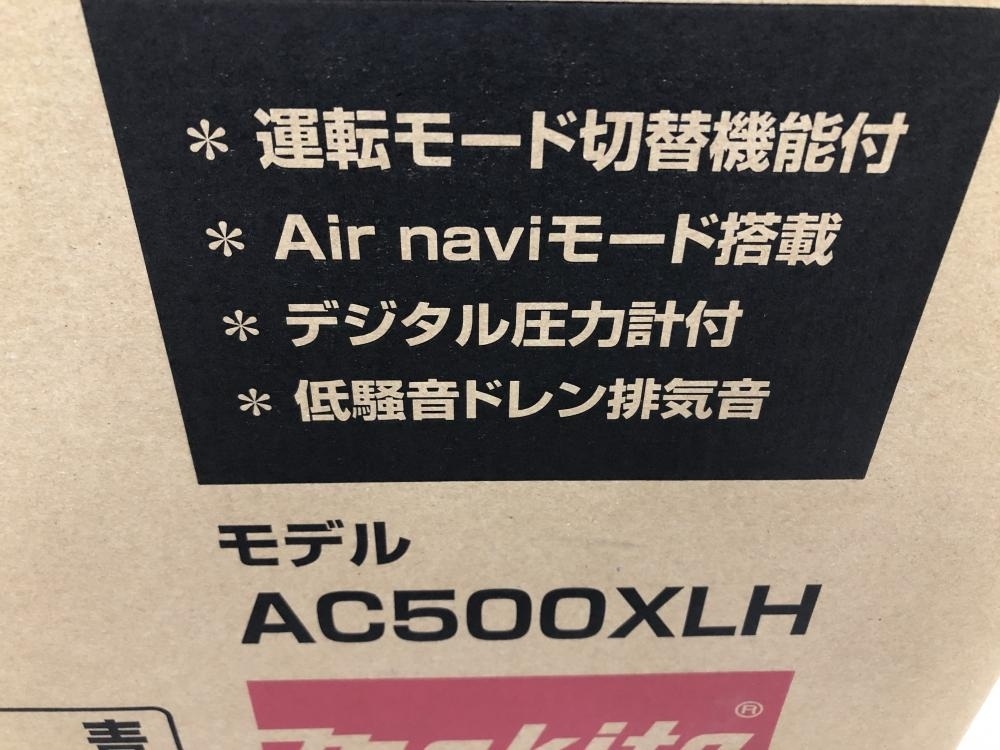 * 運転モード切替機能付
* Air naviモード搭載
* デジタル圧力計付
* 低騒音ドレン排気音
モデル
AC500XLH
®
makita
青